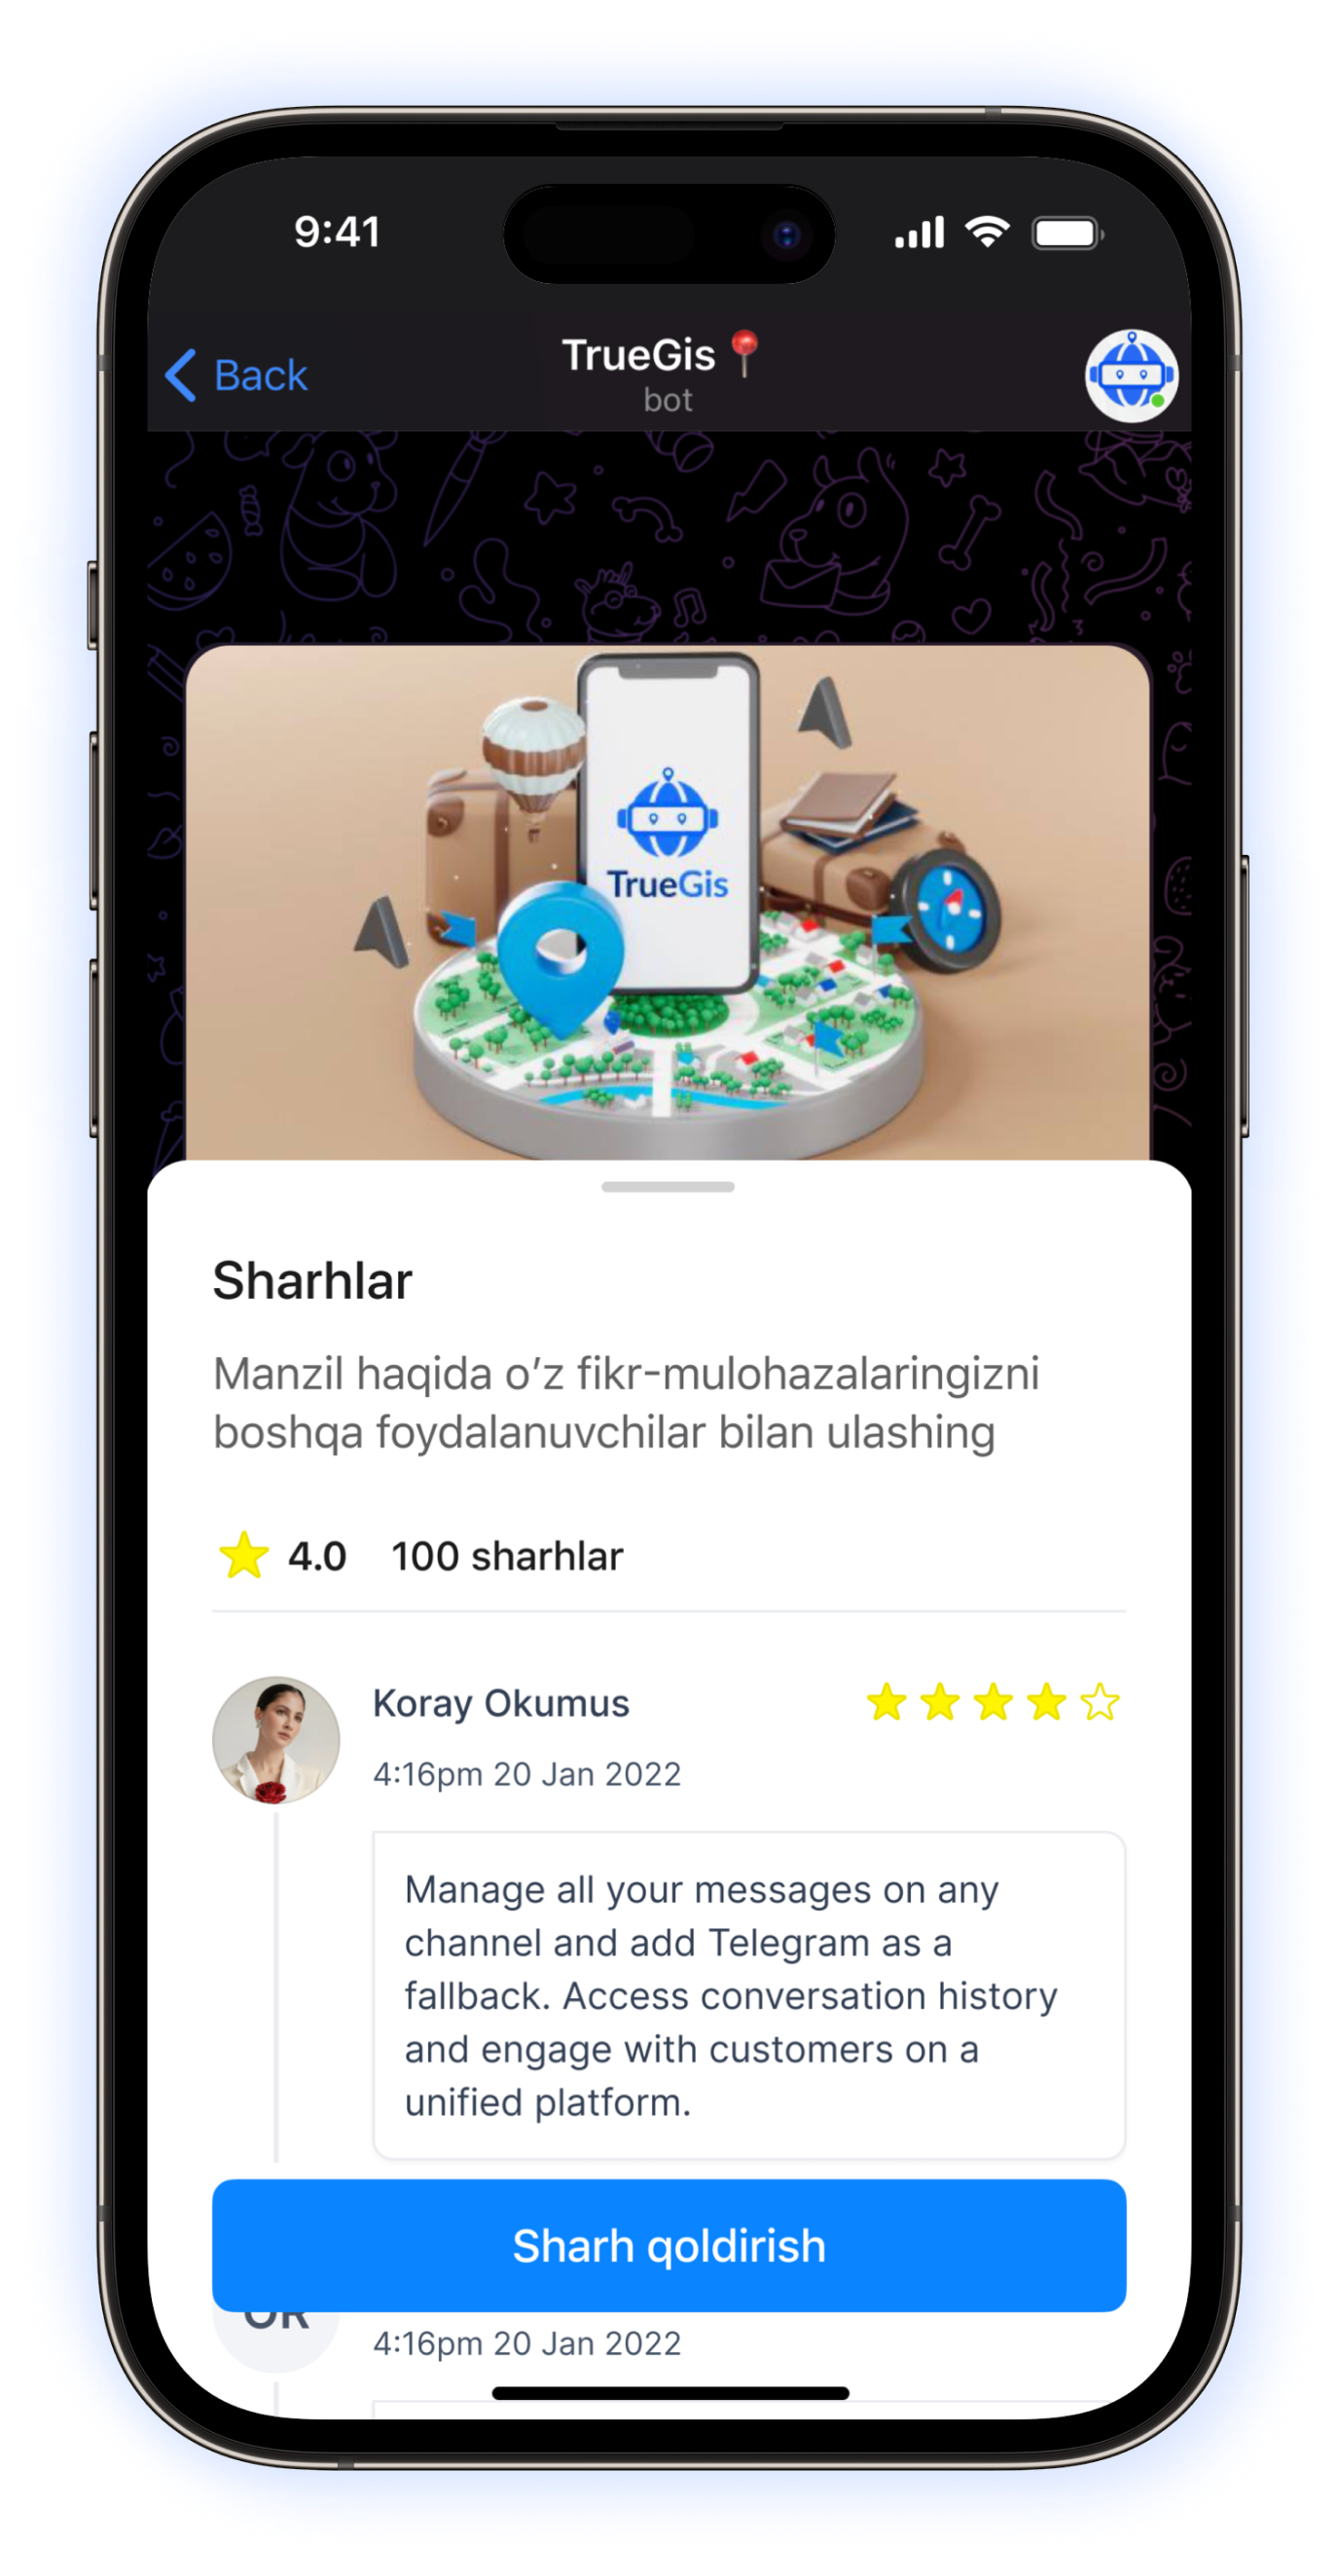 9:41
Back
TrueGis📍
bot
TrueGis
Sharhlar
Manzil haqida o‘z fikr-mulohazalaringizni
boshqa foydalanuvchilar bilan ulashing
4.0 100 sharhlar
Koray Okumus
4:16pm 20 Jan 2022
Manage all your messages on any
channel and add Telegram as a
fallback. Access conversation history
and engage with customers on a
unified platform.
Sharh qoldirish
OR
4:16pm 20 Jan 2022